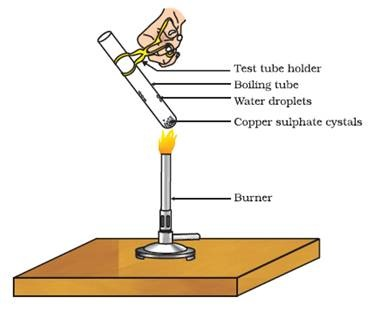 Test tube holder
Boiling tube
Water droplets
Copper sulphate cystals
Burner